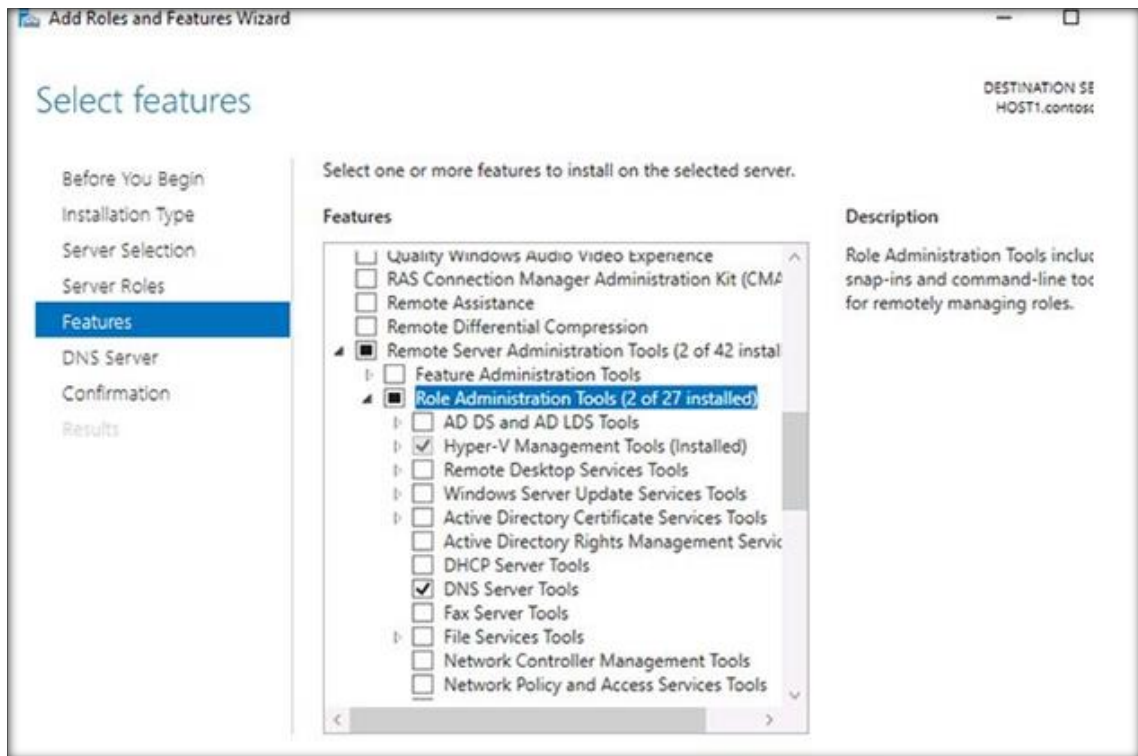 Add Roles and Features Wizard
Select features
DESTINATION SE
HOST1.contoso
Before You Begin
Installation Type
Server Selection
Server Roles
Features
DNS Server
Confirmation
Results
Select one or more features to install on the selected server.
Features
Quality Windows Audio Video Experience
RAS Connection Manager Administration Kit (CMA
Remote Assistance
Remote Differential Compression
Remote Server Administration Tools (2 of 42 instal
Feature Administration Tools
Role Administration Tools (2 of 27 installed)
AD DS and AD LDS Tools
Hyper-V Management Tools (Installed)
Remote Desktop Services Tools
Windows Server Update Services Tools
Active Directory Certificate Services Tools
Active Directory Rights Management Servic
DHCP Server Tools
DNS Server Tools
Fax Server Tools
File Services Tools
Network Controller Management Tools
Network Policy and Access Services Tools
Description
Role Administration Tools includ
snap-ins and command-line too
for remotely managing roles.